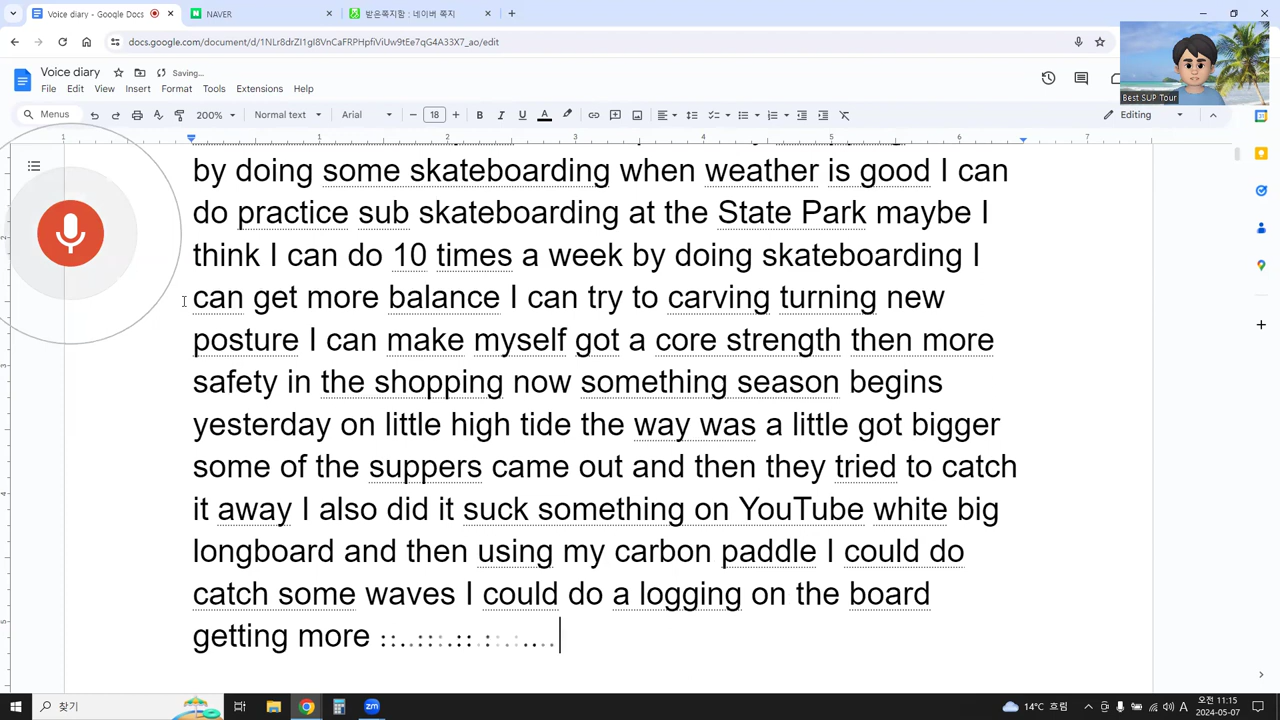 Voice diary - Google Docs
NAVER
받은쪽지함 : 네이버 쪽지
docs.google.com/document/d/1NLr8drZI1gI8VnCaFRPHpfiViUw9tEe7qG4A33X7_ao/edit
Voice diary
Saving...
File Edit View Insert Format Tools Extensions Help
Best SUP Tour
Menus
200%
Normal text
Arial
18
Editing
1 1 2 3 4 5 6 7
by doing some skateboarding when weather is good I can
do practice sub skateboarding at the State Park maybe I
think I can do 10 times a week by doing skateboarding I
can get more balance I can try to carving turning new
posture I can make myself got a core strength then more
safety in the shopping now something season begins
yesterday on little high tide the way was a little got bigger
some of the suppers came out and then they tried to catch
it away I also did it suck something on YouTube white big
longboard and then using my carbon paddle I could do
catch some waves I could do a logging on the board
getting more
찾기
14°C 흐림
A
오전 11:15
2024-05-07